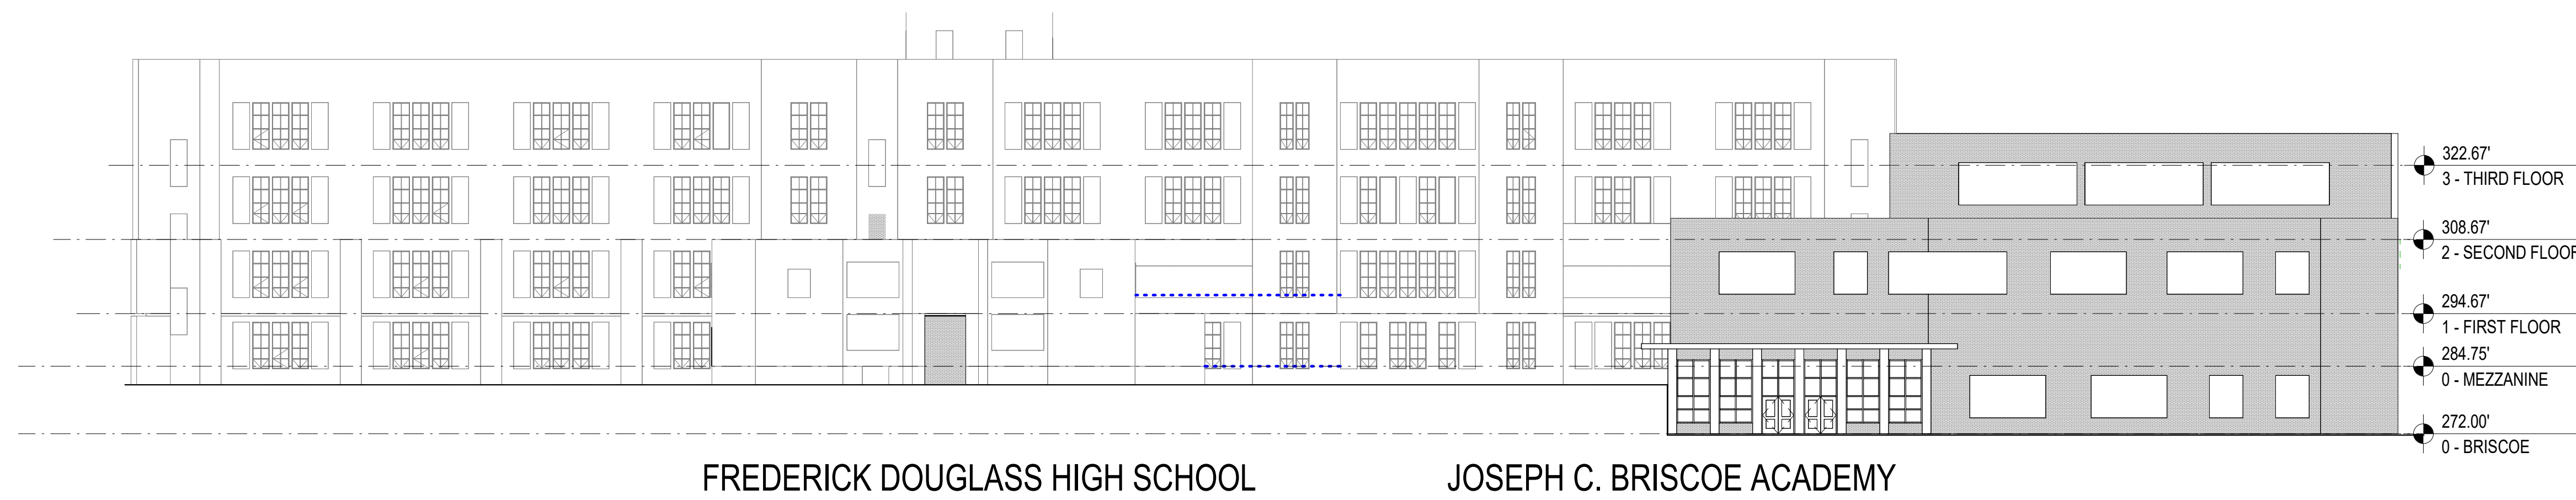 322.67'
3 - THIRD FLOOR
308.67'
2 - SECOND FLOOR
294.67'
1 - FIRST FLOOR
284.75'
0 - MEZZANINE
272.00'
0 - BRISCOE
FREDERICK DOUGLASS HIGH SCHOOL
JOSEPH C. BRISCOE ACADEMY